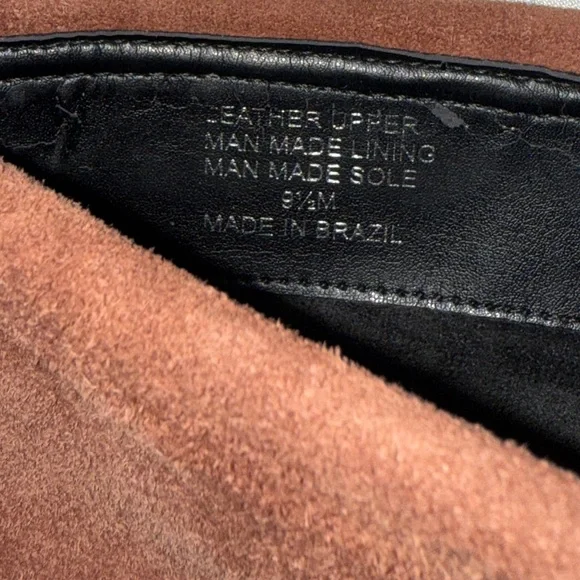 LEATHER UPPER
MAN MADE LINING
MAN MADE SOLE
9½M
MADE IN BRAZIL